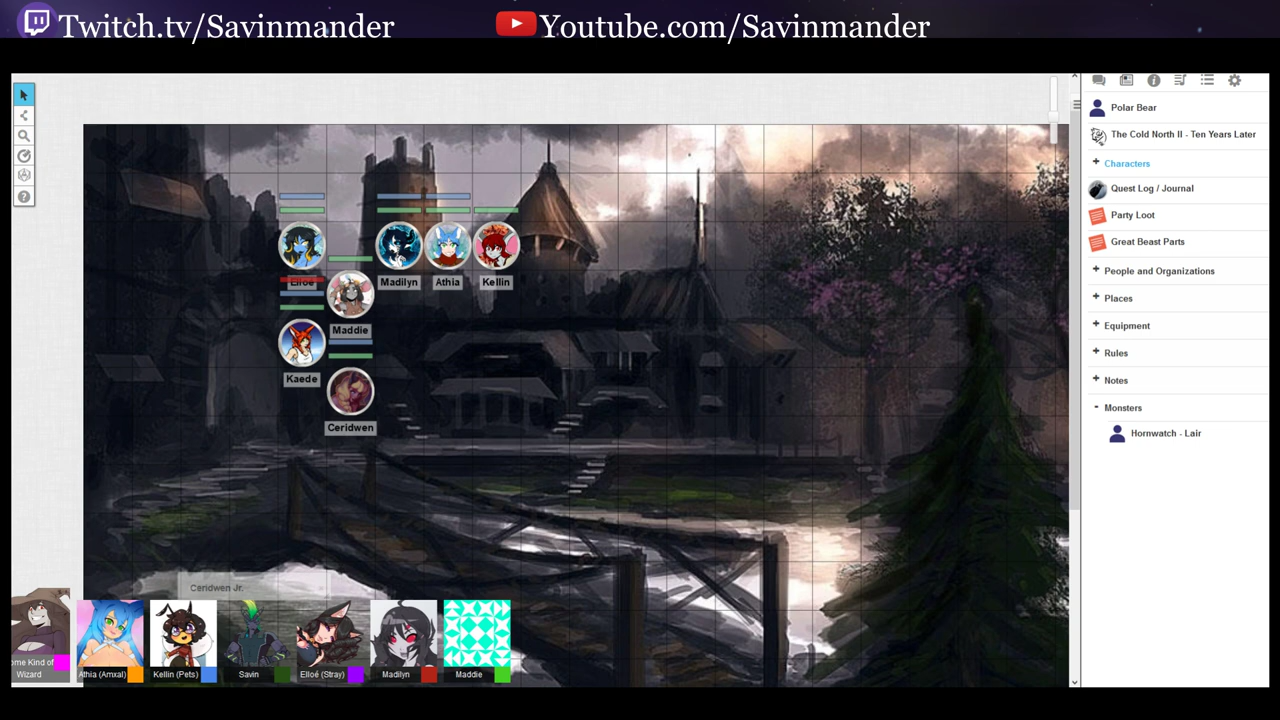 Twitch.tv/Savinmander
Youtube.com/Savinmander
Polar Bear
The Cold North II - Ten Years Later
Characters
Quest Log / Journal
Party Loot
Great Beast Parts
People and Organizations
Places
Equipment
Rules
Notes
Monsters
Hornwatch - Lair
Elloé
Madilyn
Athia
Kellin
Maddie
Kaede
Ceridwen
Ceridwen Jr.
ome Kind of
Wizard
Athia (Amxal)
Kellin (Pets)
Savin
Elloé (Stray)
Madilyn
Maddie